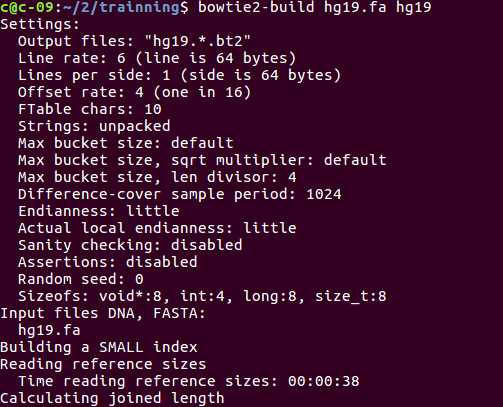 c@c-09:~/2/trainning$ bowtie2-build hg19.fa hg19
Settings:
  Output files: "hg19.*.bt2"
  Line rate: 6 (line is 64 bytes)
  Lines per side: 1 (side is 64 bytes)
  Offset rate: 4 (one in 16)
  FTable chars: 10
  Strings: unpacked
  Max bucket size: default
  Max bucket size, sqrt multiplier: default
  Max bucket size, len divisor: 4
  Difference-cover sample period: 1024
  Endianness: little
  Actual local endianness: little
  Sanity checking: disabled
  Assertions: disabled
  Random seed: 0
  Sizeofs: void*:8, int:4, long:8, size_t:8
Input files DNA, FASTA:
  hg19.fa
Building a SMALL index
Reading reference sizes
  Time reading reference sizes: 00:00:38
Calculating joined length